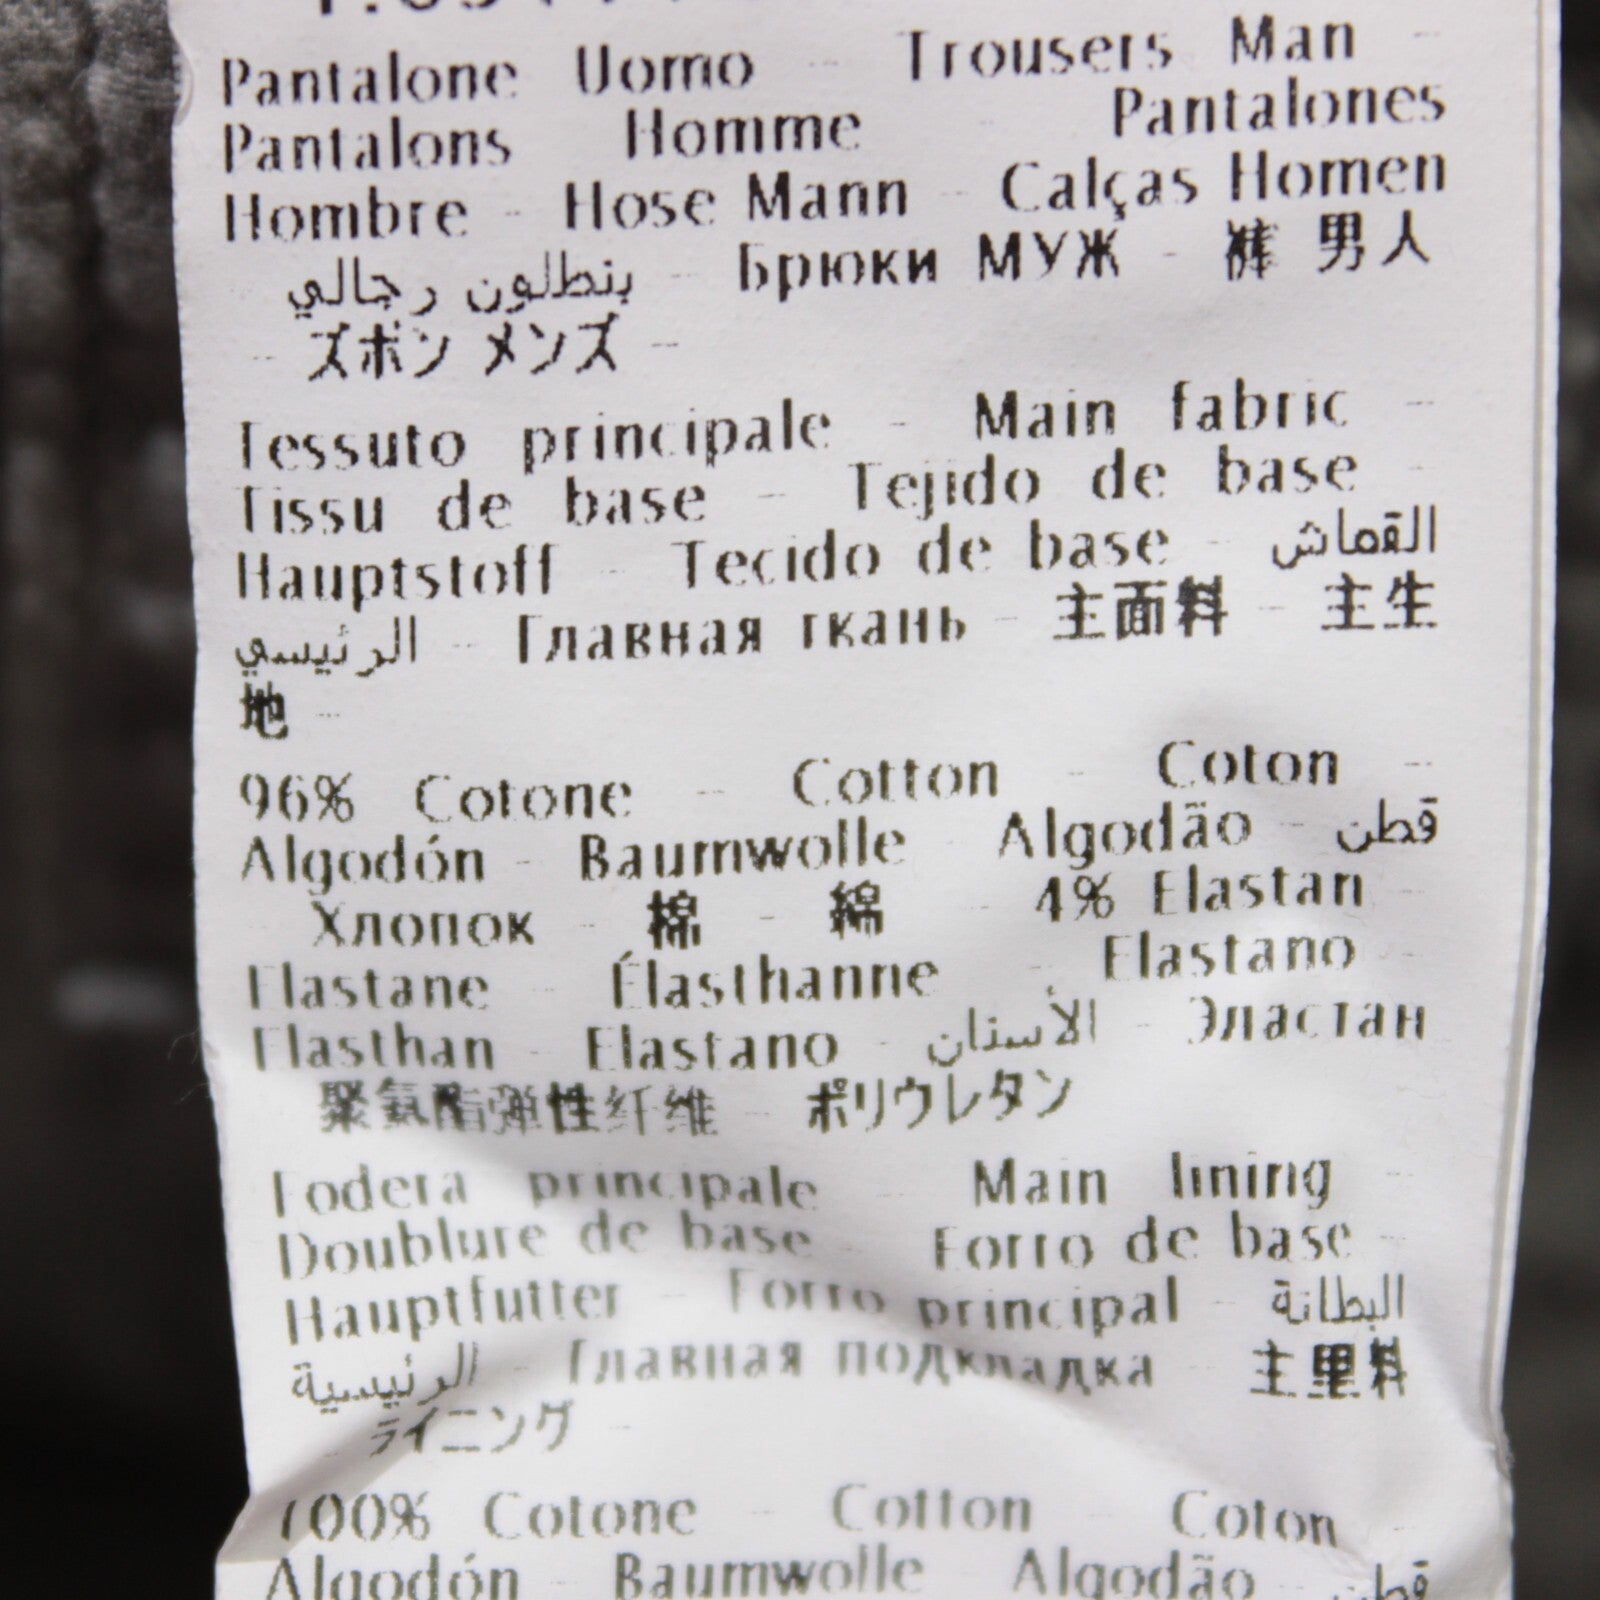 Pantalone Uomo - Trousers Man -
Pantalons Homme Pantalones
Hombre - Hose Mann - Calças Homen
بنطلون رجالي - Брюки МУЖ - 裤 男人
- ズボン メンズ -
Tessuto principale - Main fabric -
Tissu de base - Tejido de base -
Hauptstoff - Tecido de base - القماش
الرئيسي - Главная ткань - 主面料 - 主生
地 -
96% Cotone - Cotton - Coton -
Algodón - Baumwolle - Algodão - قطن
Хлопок - 棉 - 綿 - 4% Elastan -
Elastane - Élasthanne - Elastano -
Elasthan - Elastano - الأستان - Эластан
聚氨酯弹性纤维 - ポリウレタン
Fodera principale - Main lining -
Doublure de base - Forro de base -
Hauptfutter - Forro principal - البطانة
الرئيسية - Главная подкладка - 主里料
- ライニング -
100% Cotone - Cotton - Coton -
Algodón - Baumwolle - Algodão - قطن